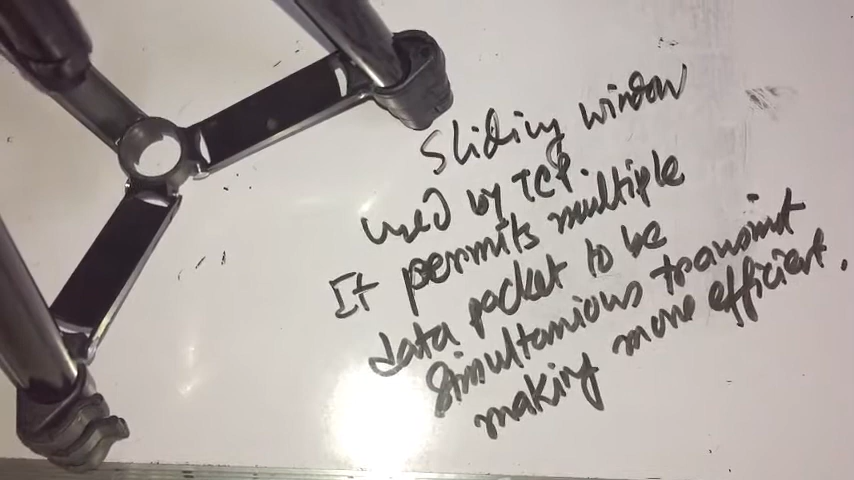 Sliding window
used by TCP.
It permits multiple
data packet to be
simultanious transmit
making more efficient.